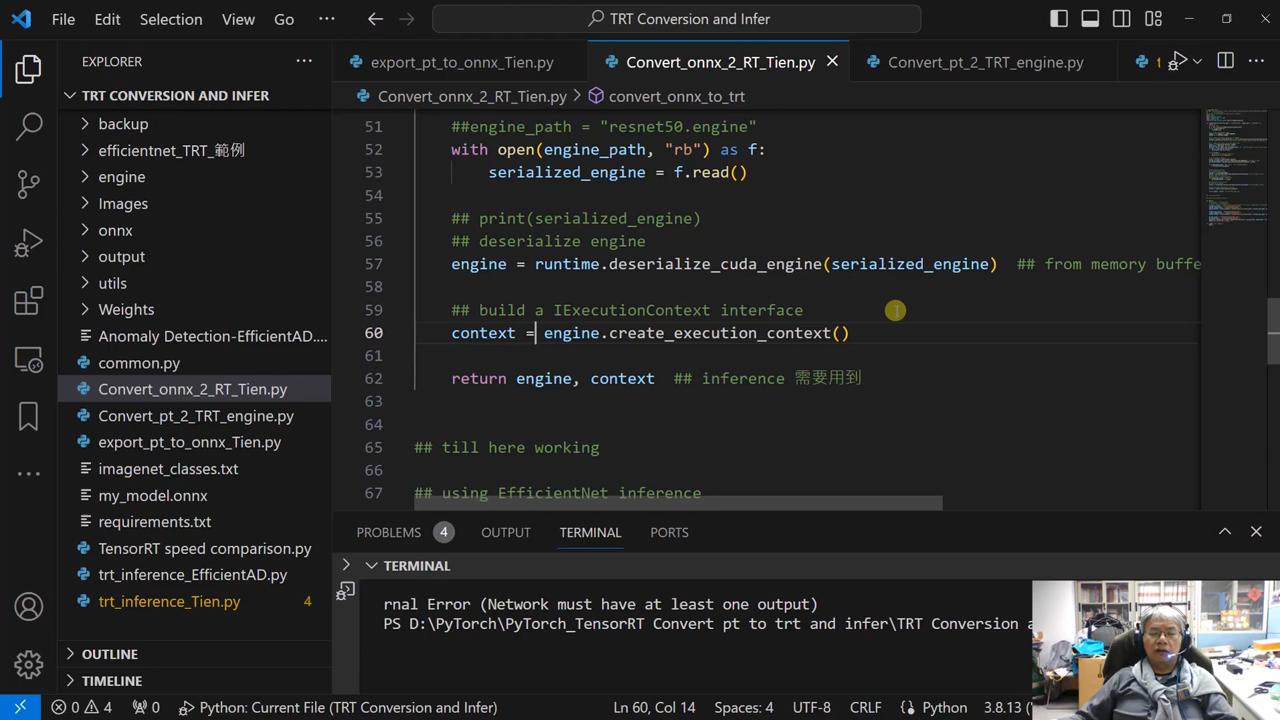 File Edit Selection View Go ··· TRT Conversion and Infer
EXPLORER ···
TRT CONVERSION AND INFER
backup
efficientnet_TRT_範例
engine
Images
onnx
output
utils
Weights
Anomaly Detection-EfficientAD....
common.py
Convert_onnx_2_RT_Tien.py
Convert_pt_2_TRT_engine.py
export_pt_to_onnx_Tien.py
imagenet_classes.txt
my_model.onnx
requirements.txt
TensorRT speed comparison.py
trt_inference_EfficientAD.py
trt_inference_Tien.py 4
OUTLINE
TIMELINE
export_pt_to_onnx_Tien.py Convert_onnx_2_RT_Tien.py Convert_pt_2_TRT_engine.py 1
Convert_onnx_2_RT_Tien.py > convert_onnx_to_trt
51 ##engine_path = "resnet50.engine"
52 with open(engine_path, "rb") as f:
53 serialized_engine = f.read()
54
55 ## print(serialized_engine)
56 ## deserialize engine
57 engine = runtime.deserialize_cuda_engine(serialized_engine) ## from memory buffe
58
59 ## build a IExecutionContext interface
60 context = engine.create_execution_context()
61
62 return engine, context ## inference 需要用到
63
64
65 ## till here working
66
67 ## using EfficientNet inference
PROBLEMS 4 OUTPUT TERMINAL PORTS
TERMINAL
rnal Error (Network must have at least one output)
PS D:\PyTorch\PyTorch_TensorRT Convert pt to trt and infer\TRT Conversion a
0 4 0 Python: Current File (TRT Conversion and Infer) Ln 60, Col 14 Spaces: 4 UTF-8 CRLF Python 3.8.13 ('